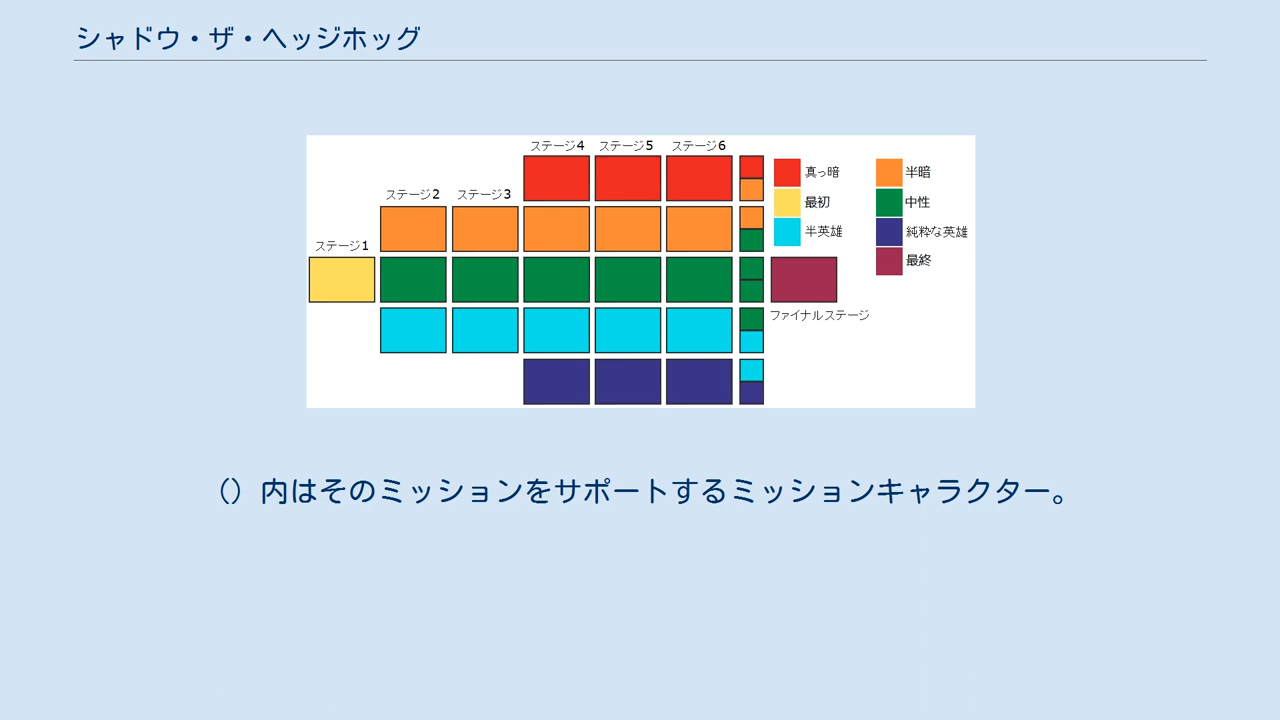 シャドウ・ザ・ヘッジホッグ
ステージ4 ステージ5 ステージ6
真っ暗 半暗
ステージ2 ステージ3
最初 中性
半英雄 純粋な英雄
ステージ1
最終
ファイナルステージ
（）内はそのミッションをサポートするミッションキャラクター。